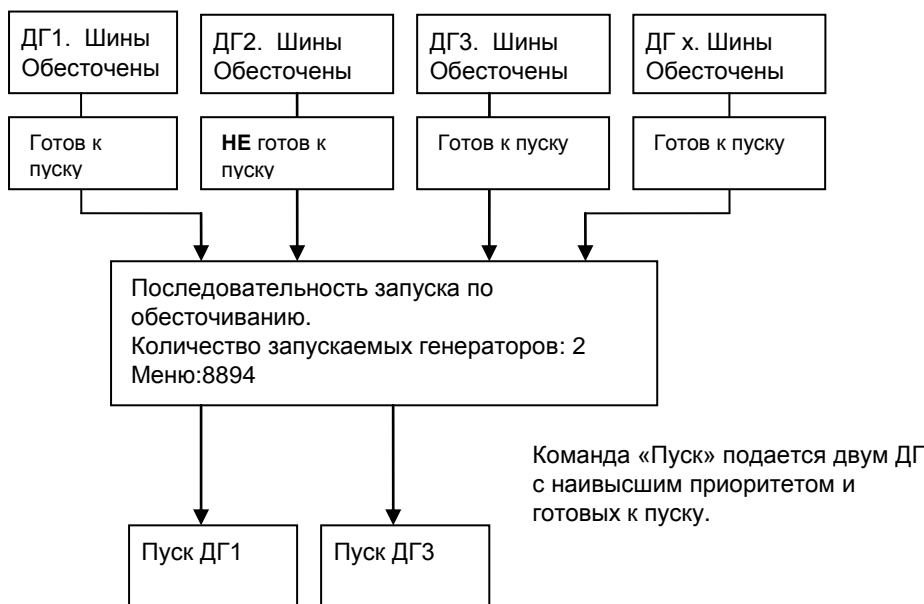 ДГ1. Шины
Обесточены
ДГ2. Шины
Обесточены
ДГ3. Шины
Обесточены
ДГ х. Шины
Обесточены
Готов к
пуску
НЕ готов к
пуску
Готов к пуску
Готов к пуску
Последовательность запуска по
обесточиванию.
Количество запускаемых генераторов: 2
Меню:8894
Команда «Пуск» подается двум ДГ
с наивысшим приоритетом и
готовых к пуску.
Пуск ДГ1
Пуск ДГ3